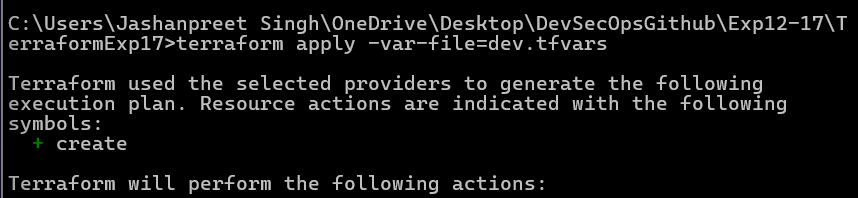 C:\Users\Jashanpreet Singh\OneDrive\Desktop\DevSecOpsGithub\Exp12-17\T
erraformExp17>terraform apply -var-file=dev.tfvars
Terraform used the selected providers to generate the following
execution plan. Resource actions are indicated with the following
symbols:
+ create
Terraform will perform the following actions: